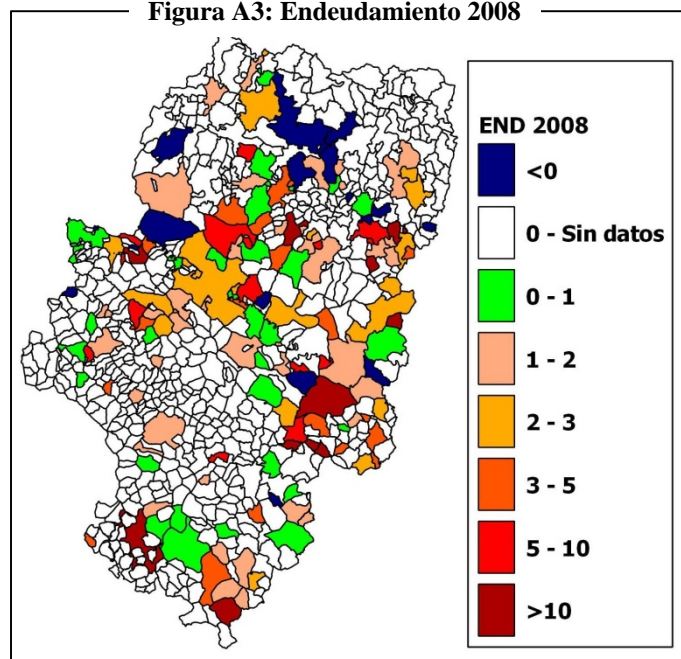 Figura A3: Endeudamiento 2008
END 2008
<0
0 - Sin datos
0 - 1
1 - 2
2 - 3
3 - 5
5 - 10
>10